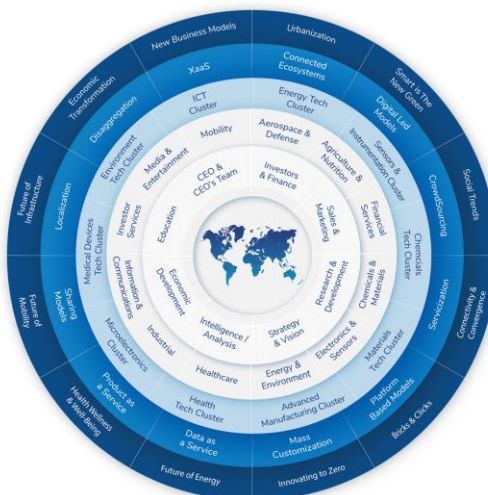 New Business Models
Urbanization
Smart is The
New Green
Social Trends
Connectivity &
Convergence
Bricks & Clicks
Innovating to Zero
Future of Energy
Health Wellness
& Well-Being
Future of
Mobility
Future of
Infrastructure
Economic
Transformation
XaaS
Connected
Ecosystems
Digital Led
Models
CrowdSourcing
Servicization
Platform
Based Models
Mass
Customization
Data as
a Service
Product as
a Service
Sharing
Models
Localization
Disaggregation
ICT
Cluster
Energy Tech
Cluster
Sensors &
Instrumentation Cluster
Chemcials
Tech Cluster
Materials
Tech Cluster
Advanced
Manufacturing Cluster
Health
Tech Cluster
Microelectronics
Cluster
Medical Devices
Tech Cluster
Environment
Tech Cluster
Mobility
Aerospace &
Defense
Agriculture &
Nutrition
Financial
Services
Chemicals &
Materials
Electronics &
Sensors
Energy &
Environment
Healthcare
Industrial
Information &
Communications
Investor
Services
Media &
Entertainment
CEO &
CEO's Team
Investors
& Finance
Sales &
Marketing
Research &
Development
Strategy
& Vision
Intelligence /
Analysis
Economic
Development
Education